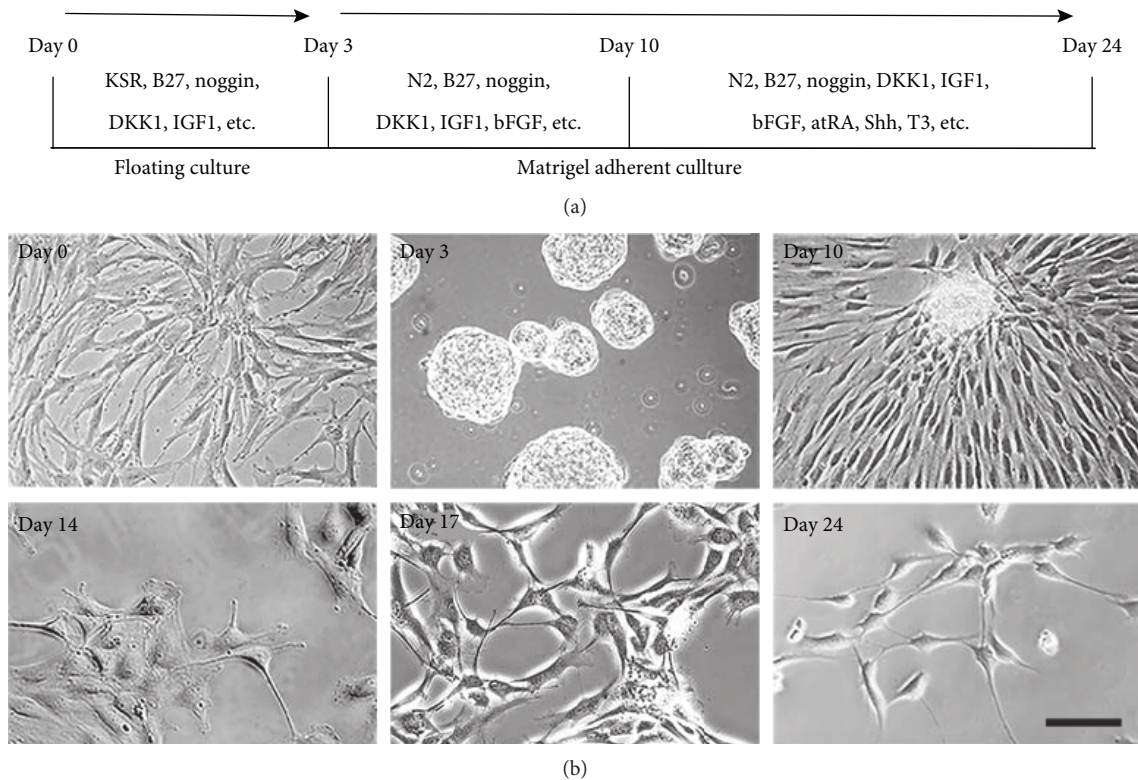 Day 0 Day 3 Day 10 Day 24
KSR, B27, noggin, N2, B27, noggin, N2, B27, noggin, DKK1, IGF1,
DKK1, IGF1, etc. DKK1, IGF1, bFGF, etc. bFGF, atRA, Shh, T3, etc.
Floating culture Matrigel adherent cullture
(a)
Day 0 Day 3 Day 10
Day 14 Day 17 Day 24
(b)